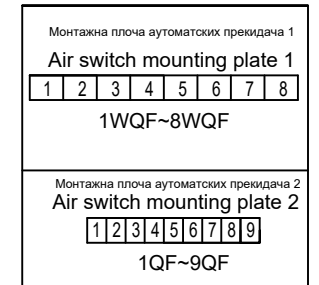 Монтажна плоча аутоматских прекидача 1
Air switch mounting plate 1
1 2 3 4 5 6 7 8
1WQF~8WQF
Монтажна плоча аутоматских прекидача 2
Air switch mounting plate 2
1 2 3 4 5 6 7 8 9
1QF~9QF